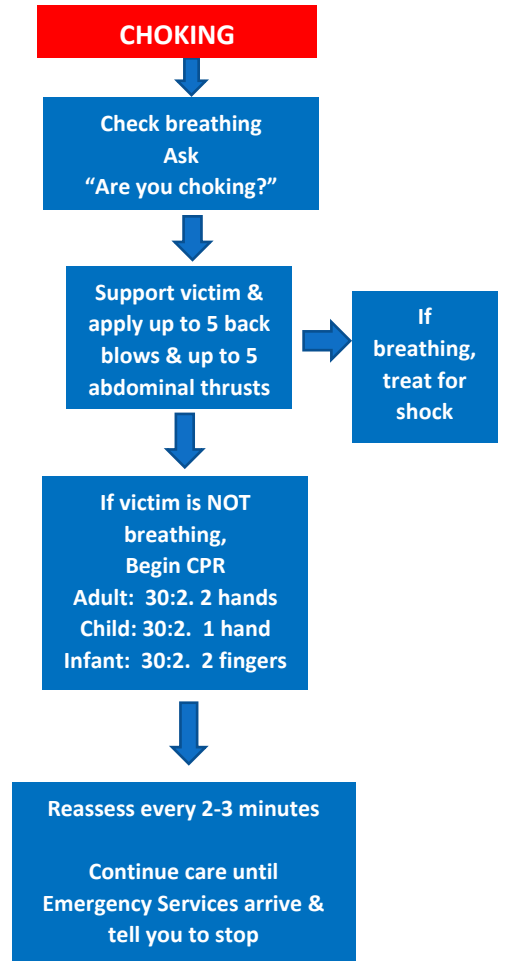 CHOKING
Check breathing
Ask
“Are you choking?”
Support victim &
apply up to 5 back
blows & up to 5
abdominal thrusts
If
breathing,
treat for
shock
If victim is NOT
breathing,
Begin CPR
Adult:  30:2.  2 hands
Child: 30:2.  1 hand
Infant:  30:2.  2 fingers
Reassess every 2-3 minutes
Continue care until
Emergency Services arrive &
tell you to stop